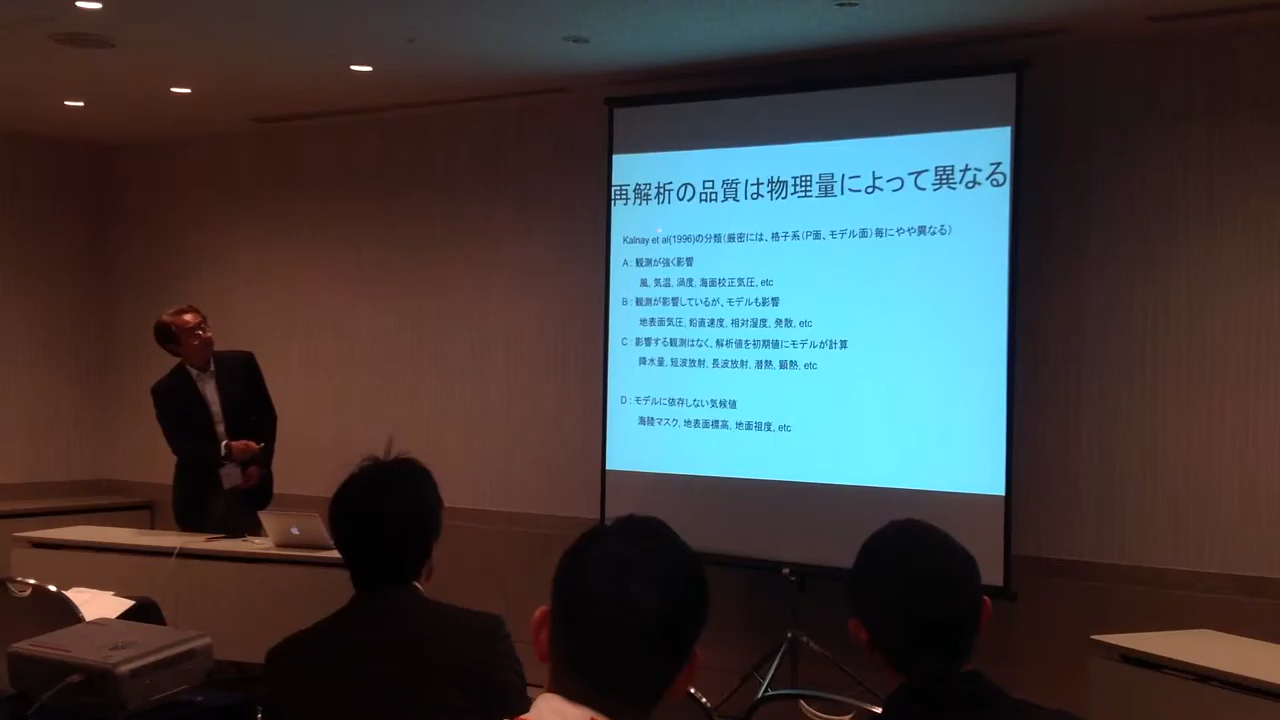 再解析の品質は物理量によって異なる
Kalnay et al(1996)の分類(厳密には、格子系(P面、モデル面)毎にやや異なる)
A：観測が強く影響
風, 気温, 渦度, 海面校正気圧, etc
B：観測が影響しているが、モデルも影響
地表面気圧, 鉛直速度, 相対湿度, 発散, etc
C：影響する観測はなく、解析値を初期値にモデルが計算
降水量, 短波放射, 長波放射, 潜熱, 顕熱, etc
D：モデルに依存しない気候値
海陸マスク, 地表面標高, 地面祖度, etc